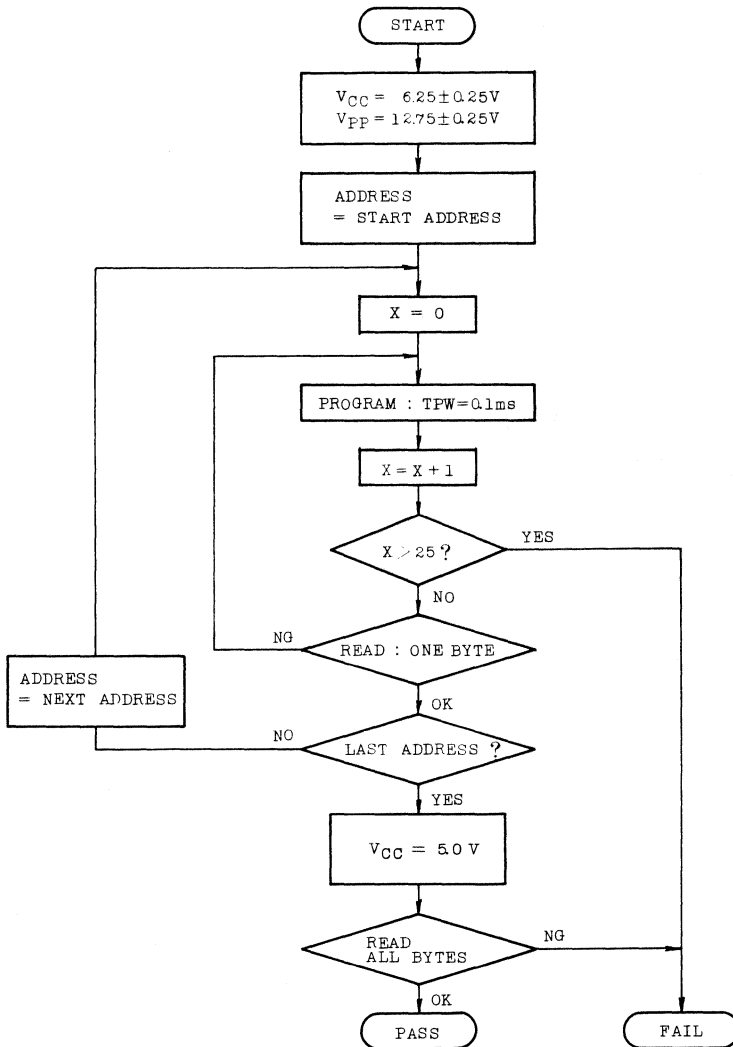 START
VCC = 6.25±0.25V
VPP = 12.75±0.25V
ADDRESS
= START ADDRESS
X = 0
PROGRAM : TPW=0.1ms
X = X + 1
X > 25 ?
YES
NO
NG
READ : ONE BYTE
ADDRESS
= NEXT ADDRESS
OK
NO
LAST ADDRESS ?
YES
VCC = 5.0 V
READ
ALL BYTES
NG
OK
PASS
FAIL